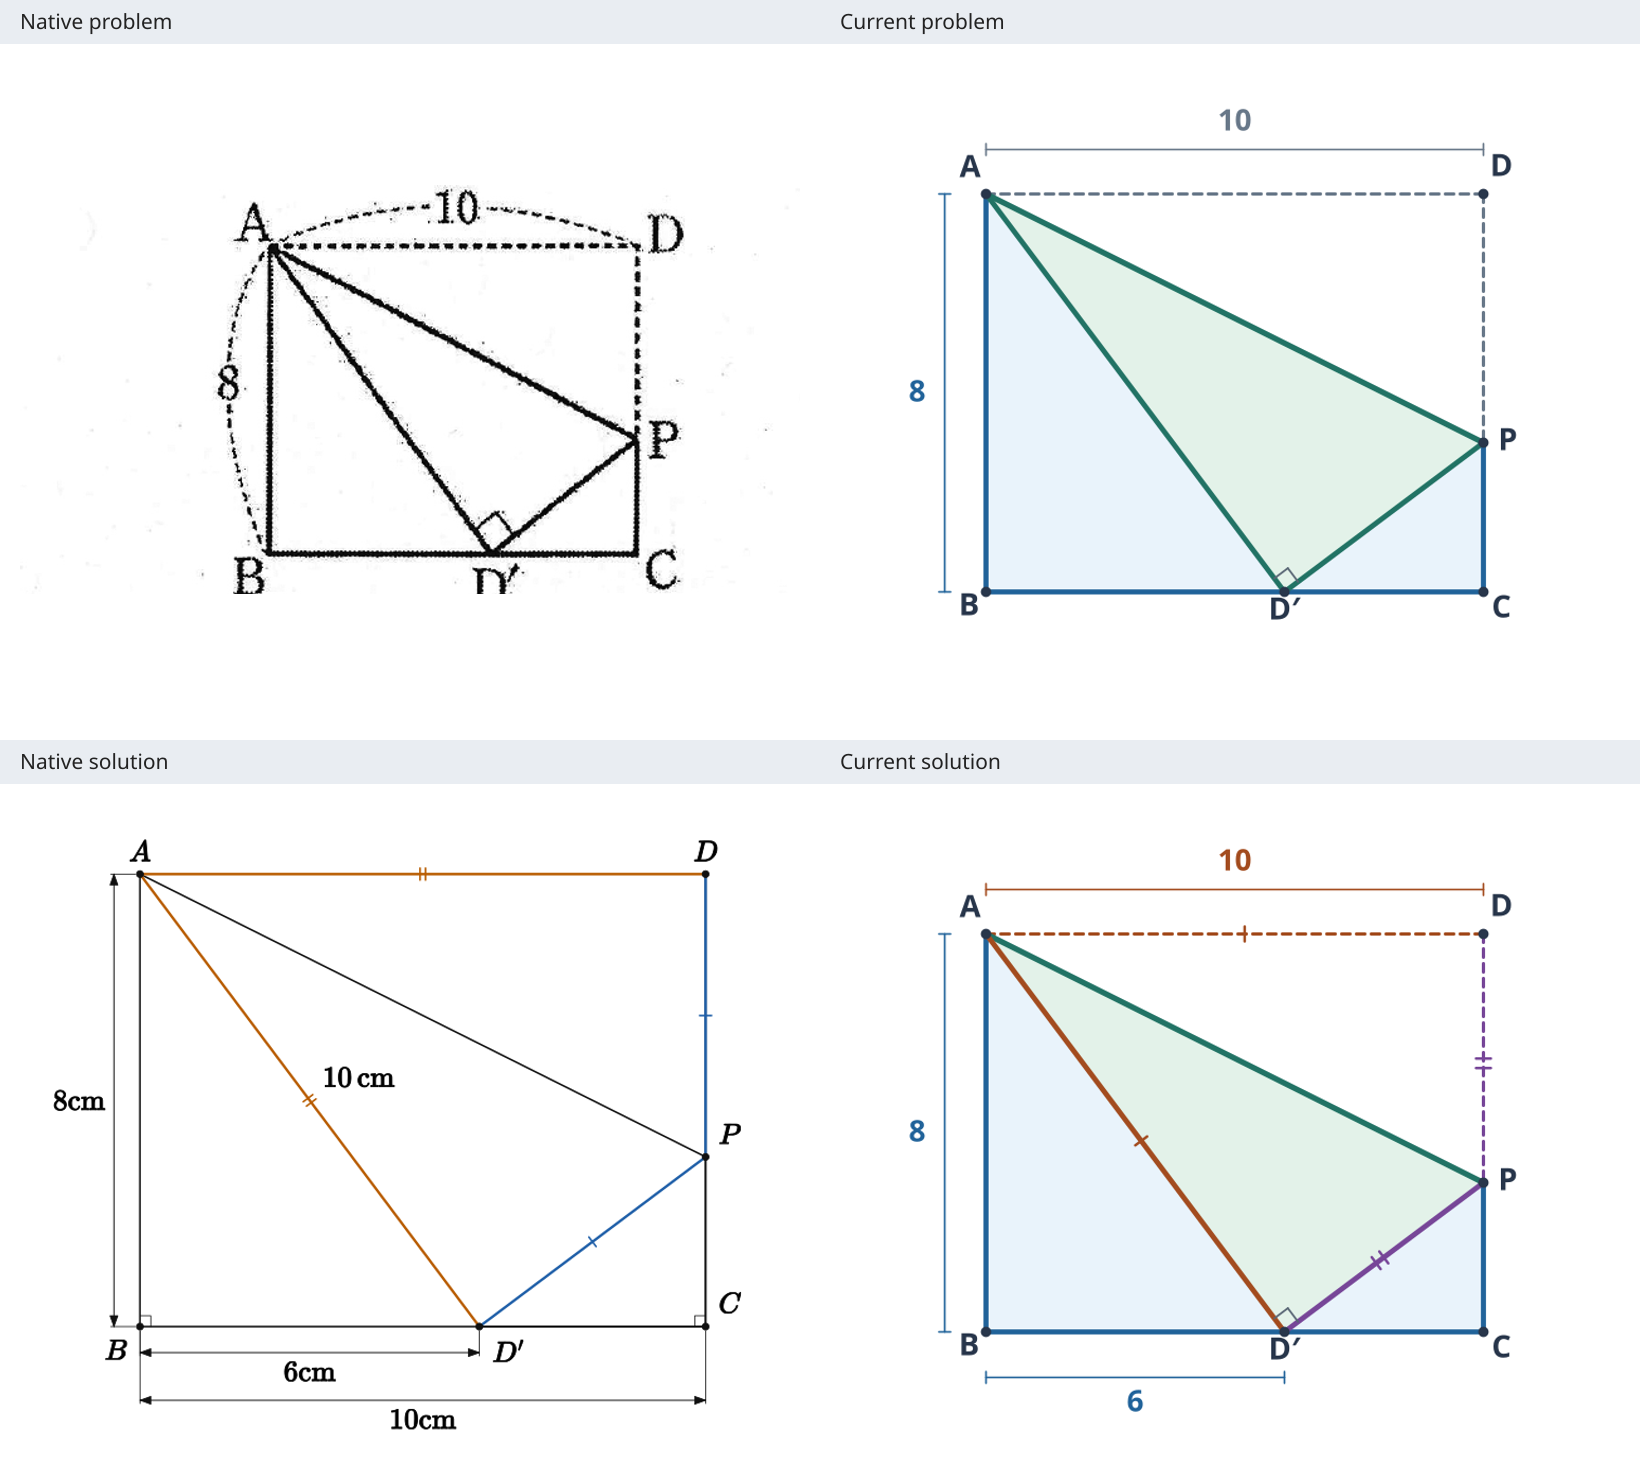 Native problem
Current problem
10
A
D
8
P
B
D′
C
10
A
D
8
P
B
D′
C
Native solution
Current solution
A
D
10 cm
8cm
P
C
B
D′
6cm
10cm
10
A
D
8
P
B
D′
C
6